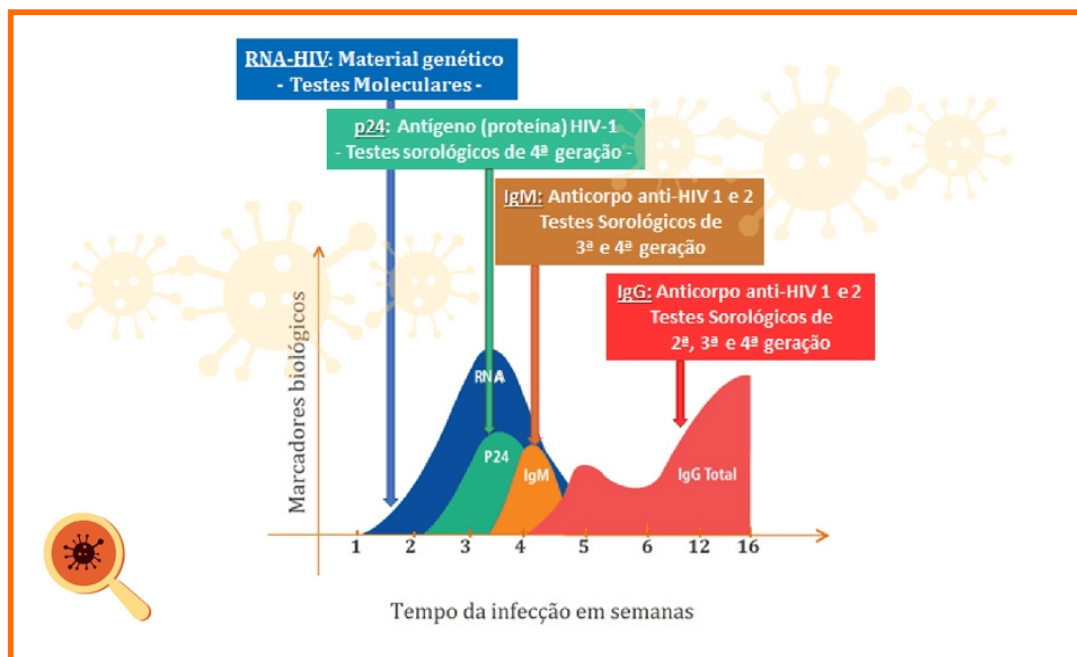 RNA-HIV: Material genético
- Testes Moleculares -
p24: Antígeno (proteína) HIV-1
- Testes sorológicos de 4ª geração -
IgM: Anticorpo anti-HIV 1 e 2
Testes Sorológicos de
3ª e 4ª geração
IgG: Anticorpo anti-HIV 1 e 2
Testes Sorológicos de
2ª, 3ª e 4ª geração
Marcadores biológicos
RNA
P24
IgM
IgG Total
1 2 3 4 5 6 12 16
Tempo da infecção em semanas